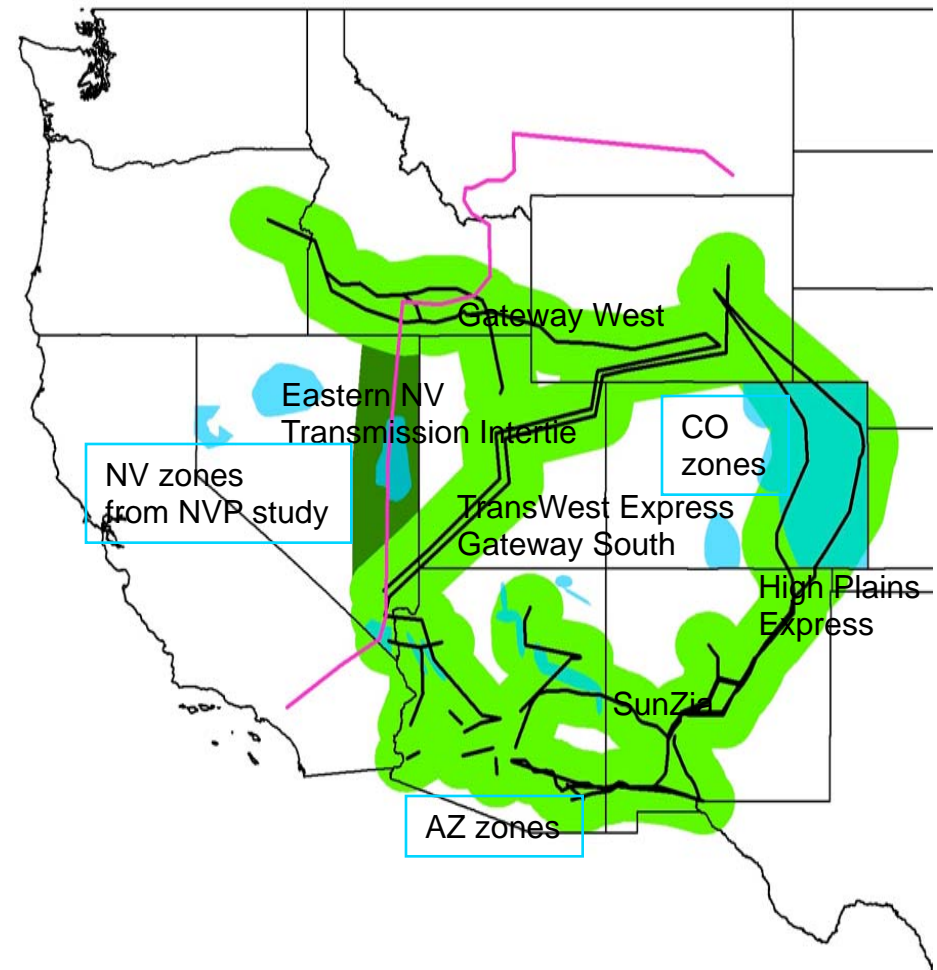 Gateway West
Eastern NV
Transmission Intertie
CO
zones
NV zones
from NVP study
TransWest Express
Gateway South
High Plains
Express
SunZia
AZ zones